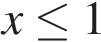 x ≤ 1